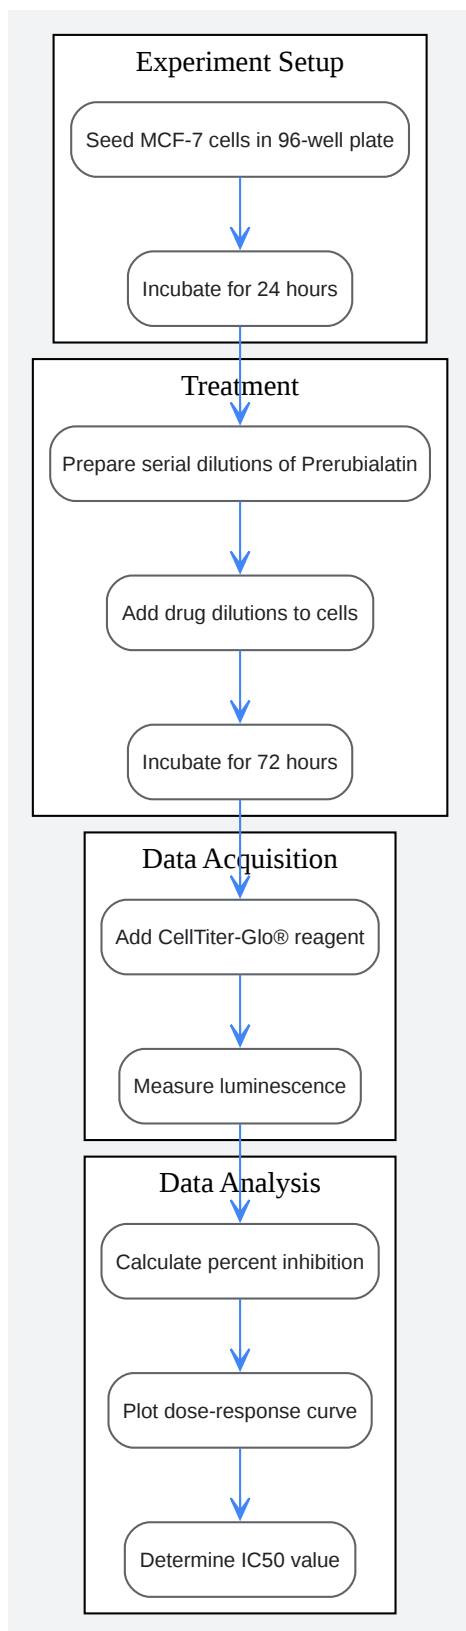 Experiment Setup
Seed MCF-7 cells in 96-well plate
Incubate for 24 hours
Treatment
Prepare serial dilutions of Prerubialatin
Add drug dilutions to cells
Incubate for 72 hours
Data Acquisition
Add CellTiter-Glo® reagent
Measure luminescence
Data Analysis
Calculate percent inhibition
Plot dose-response curve
Determine IC50 value